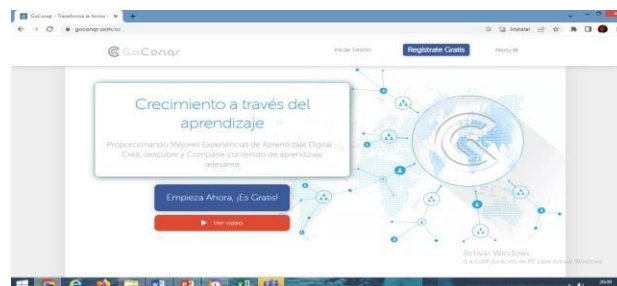 GoConqr - Transforma la forma
goconqr.com/es
Instalar
GoConqr
Iniciar Sesión
Regístrate Gratis
Menú
Crecimiento a través del
aprendizaje
Proporcionando Mejores Experiencias de Aprendizaje Digital -
Crea, descubre y Comparte contenido de aprendizaje
relevante.
Empieza Ahora, ¡Es Gratis!
Ver video
Activar Windows
Ir a Configuración de PC para activar Windows.